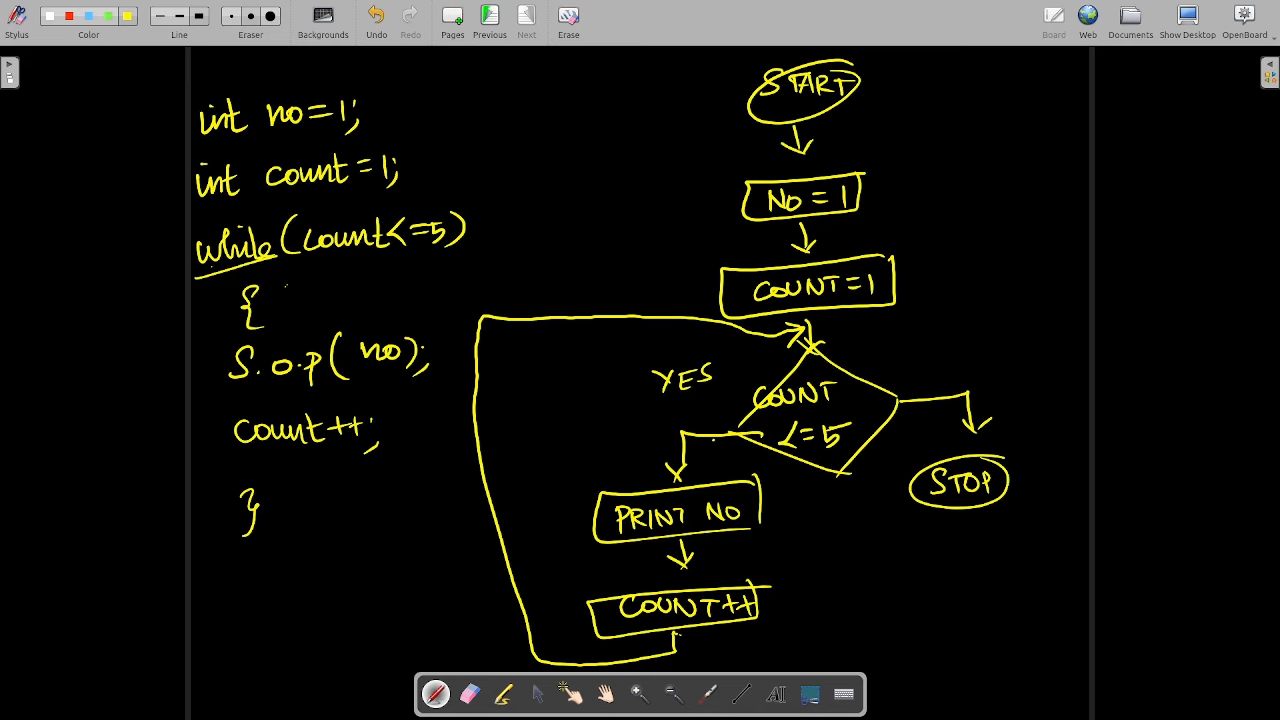 Stylus
Color
Line
Eraser
Backgrounds
Undo
Redo
Pages
Previous
Next
Erase
Board
Web
Documents
Show Desktop
OpenBoard
int no=1;
int count=1;
while(count<=5)
{
S.o.p(no);
count++;
}
START
NO=1
COUNT=1
COUNT
<=5
YES
STOP
PRINT NO
COUNT++
AI